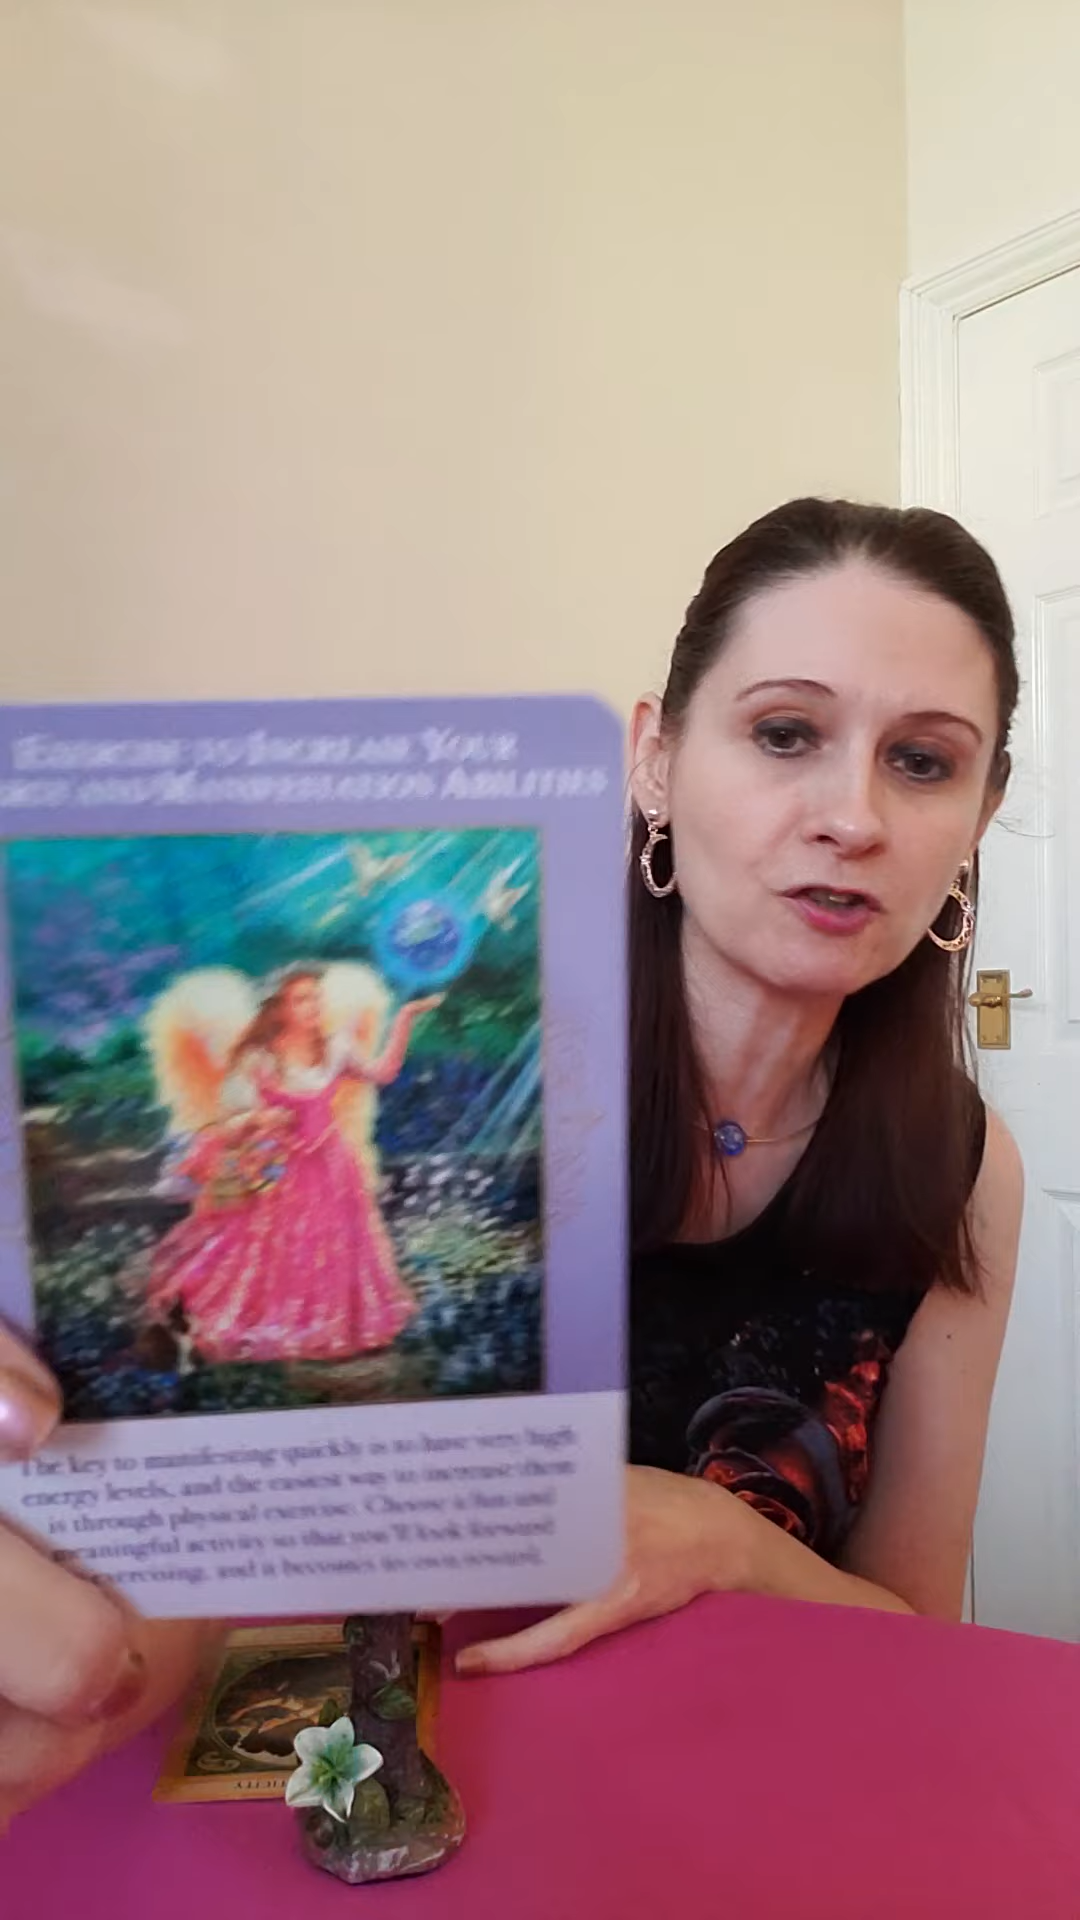 Exercise to Increase Your
and Manifestation Abilities
The key to manifesting quickly is to have very high
energy levels, and the easiest way to increase them
is through physical exercise. Choose a fun and
meaningful activity so that you'll look forward
exercising, and it becomes its own reward.